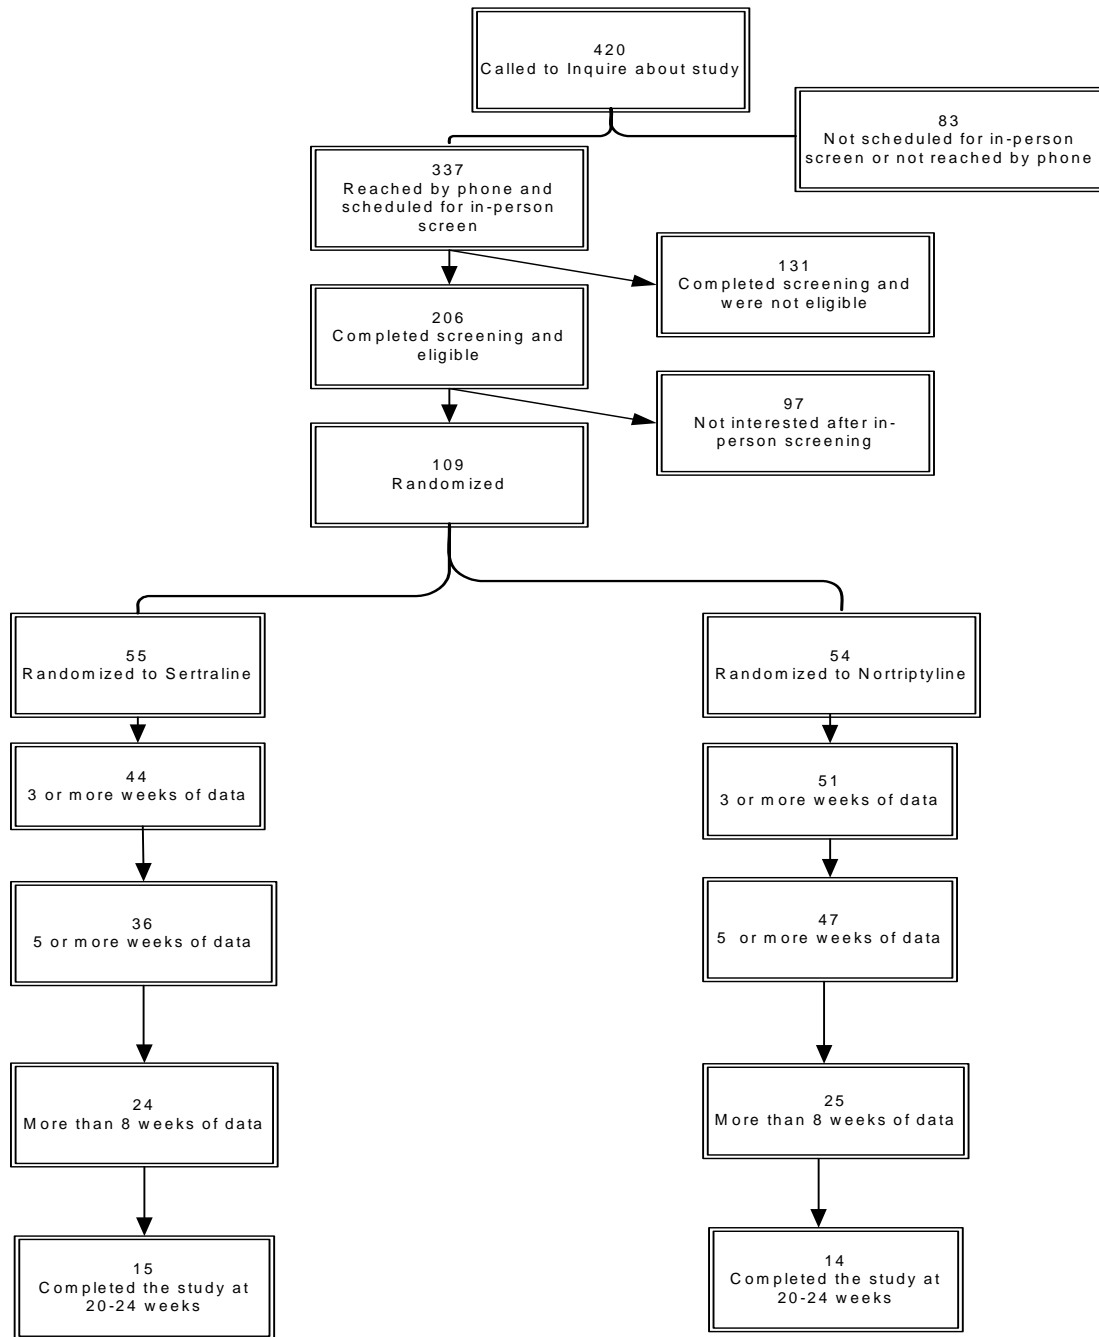 420
Called to Inquire about study
83
Not scheduled for in-person
screen or not reached by phone
337
Reached by phone and
scheduled for in-person
screen
131
Completed screening and
were not eligible
206
Completed screening and
eligible
97
Not interested after in-
person screening
109
Randomized
55
Randomized to Sertraline
54
Randomized to Nortriptyline
44
3 or more weeks of data
51
3 or more weeks of data
36
5 or more weeks of data
47
5 or more weeks of data
24
More than 8 weeks of data
25
More than 8 weeks of data
15
Completed the study at
20-24 weeks
14
Completed the study at
20-24 weeks